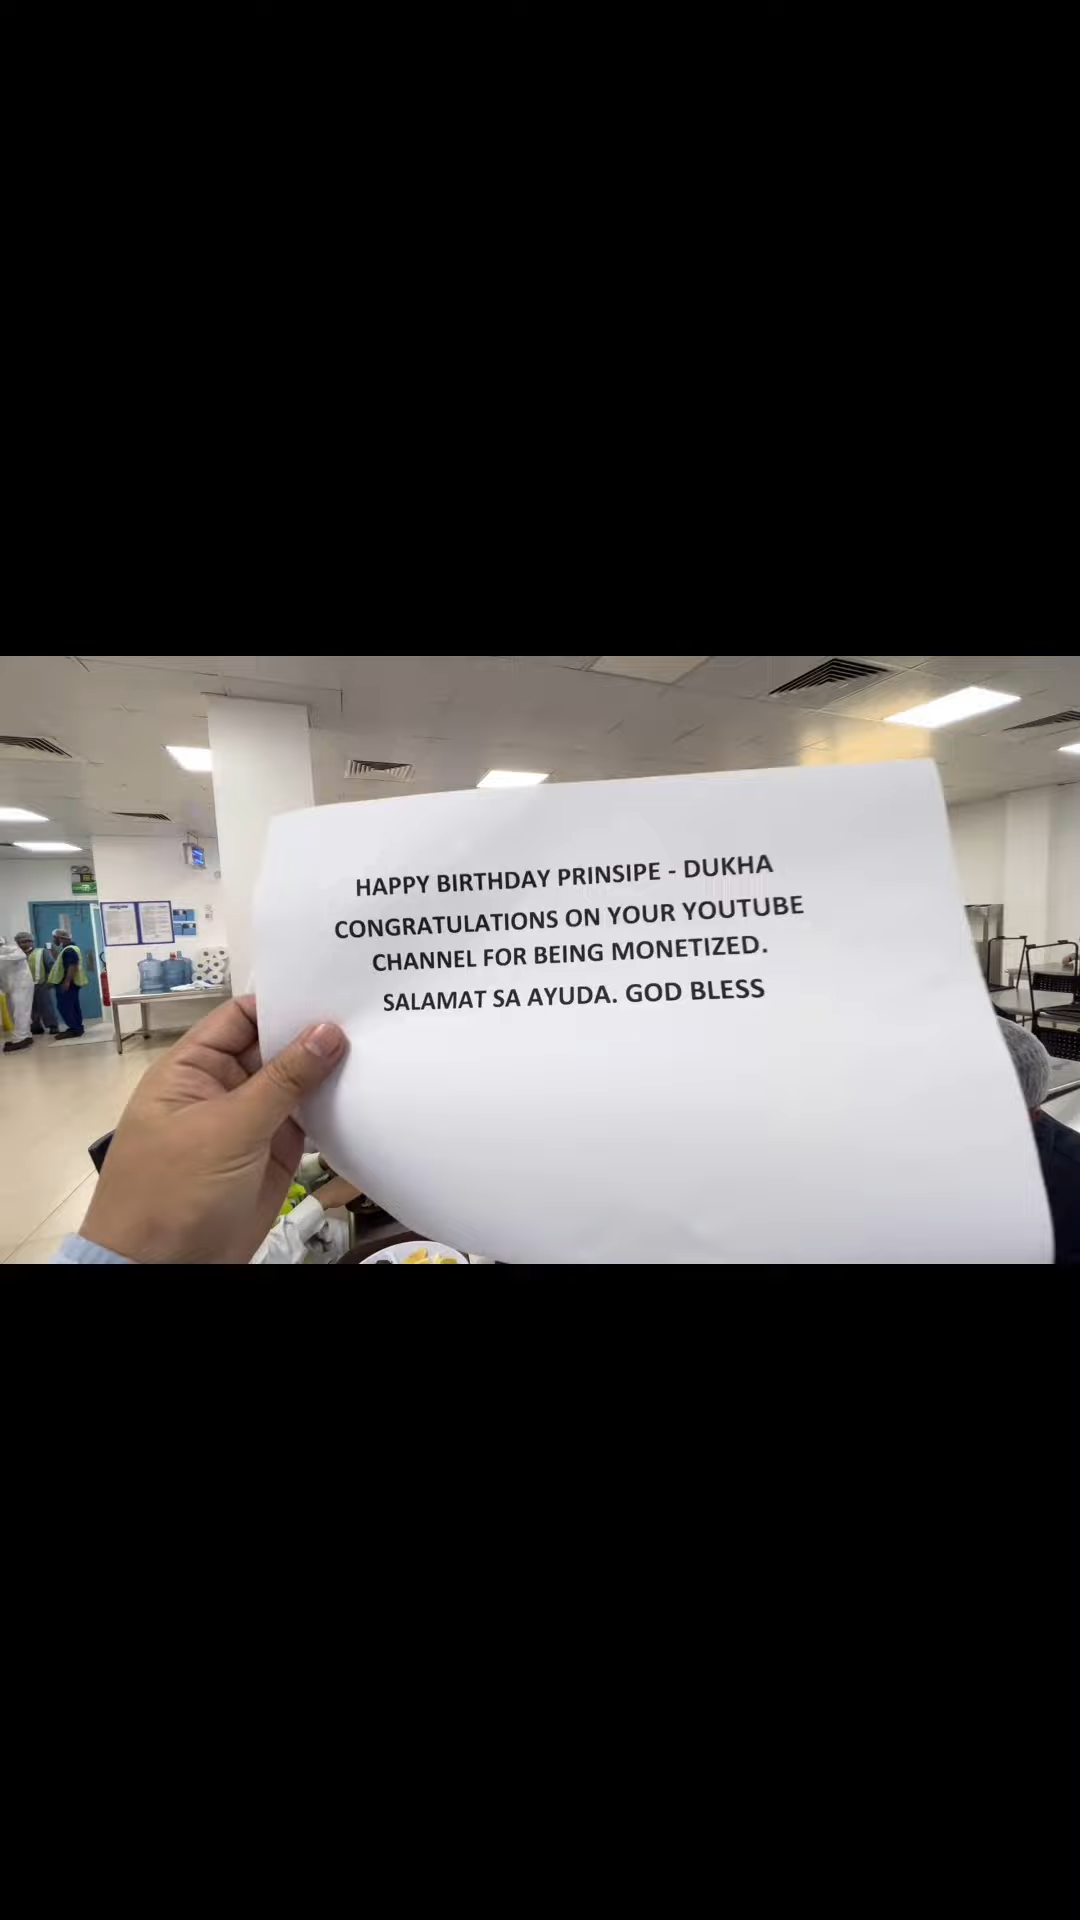 HAPPY BIRTHDAY PRINSIPE - DUKHA
CONGRATULATIONS ON YOUR YOUTUBE
CHANNEL FOR BEING MONETIZED.
SALAMAT SA AYUDA. GOD BLESS